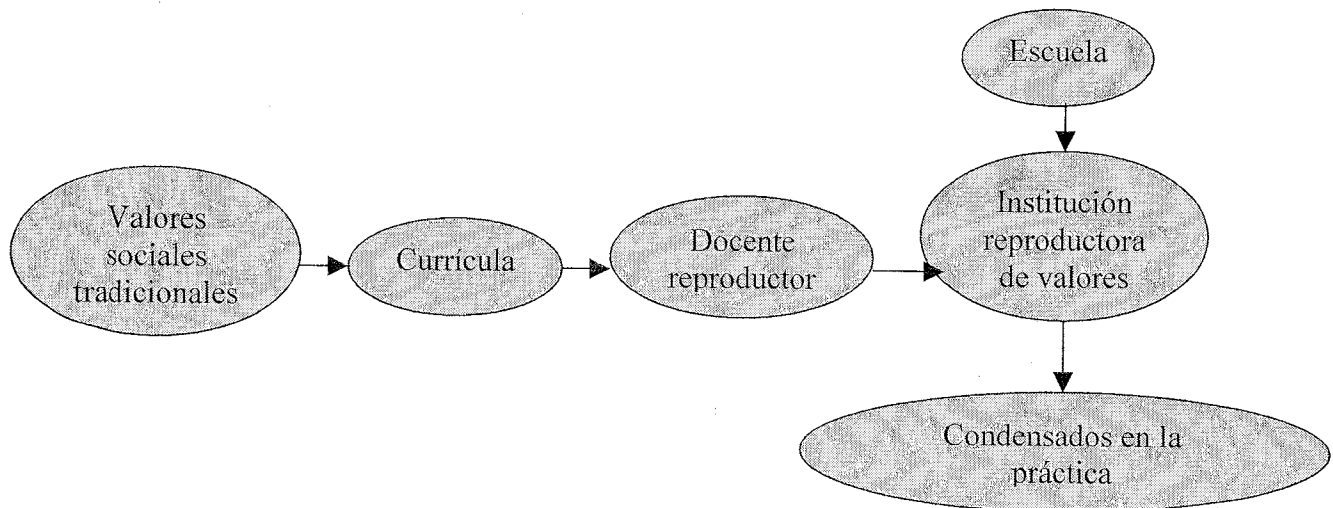 Escuela
Valores
sociales
tradicionales
Currícula
Docente
reproductor
Institución
reproductora
de valores
Condensados en la
práctica